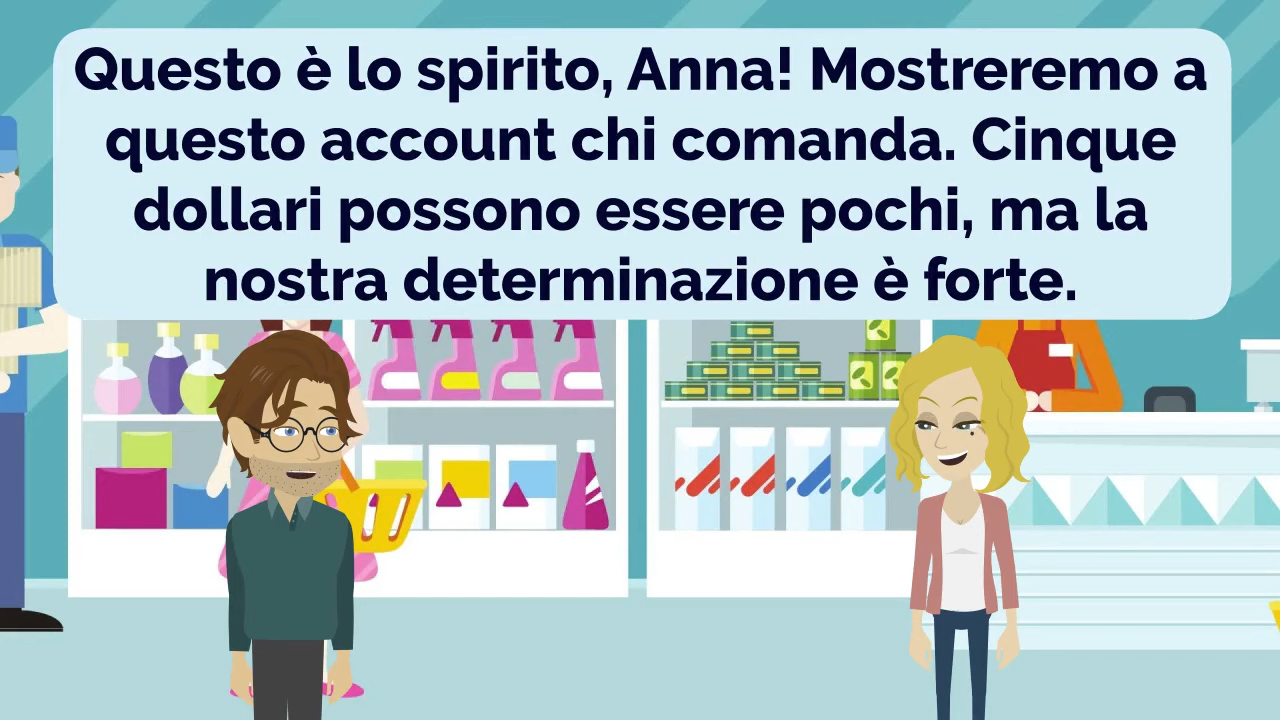 Questo è lo spirito, Anna! Mostreremo a
questo account chi comanda. Cinque
dollari possono essere pochi, ma la
nostra determinazione è forte.